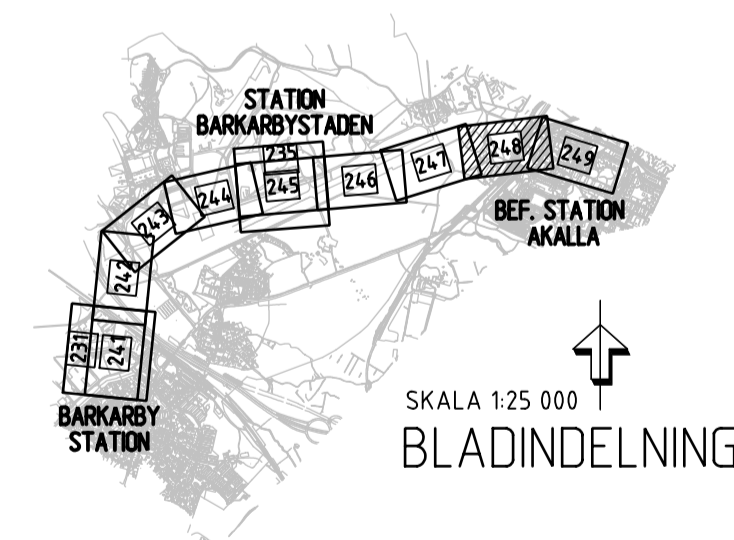 STATION
BARKARBYSTADEN
235
245
246
247
248
249
244
243
242
BEF. STATION
AKALLA
231
241
BARKARBY
STATION
SKALA 1:25 000
BLADINDELNING